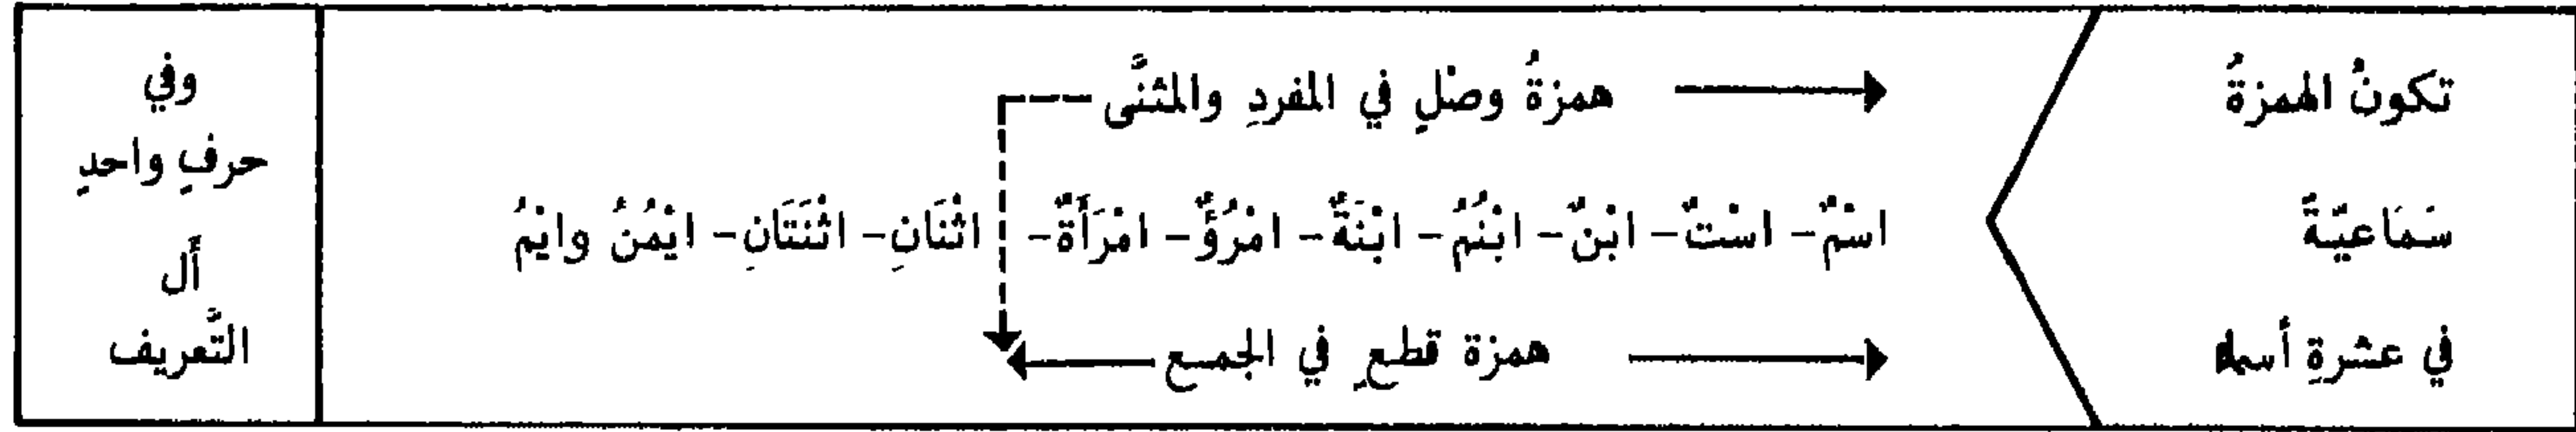 تكونُ الهمزةُ
سَمَاعيّةً
في عشرةِ أسماء
همزةُ وصْلٍ في المفردِ والمثنَّى
اسْمٌ - اسْتٌ - ابْنٌ - ابْنُمٌ - ابْنَةٌ - امْرُؤٌ - امْرَأَةٌ - اثْنَانِ - اثْنَتَانِ - ايْمُنُ وايْمُ
همزة قطعٍ في الجمع
وفي
حرفٍ واحدٍ
أَل
التَّعريف